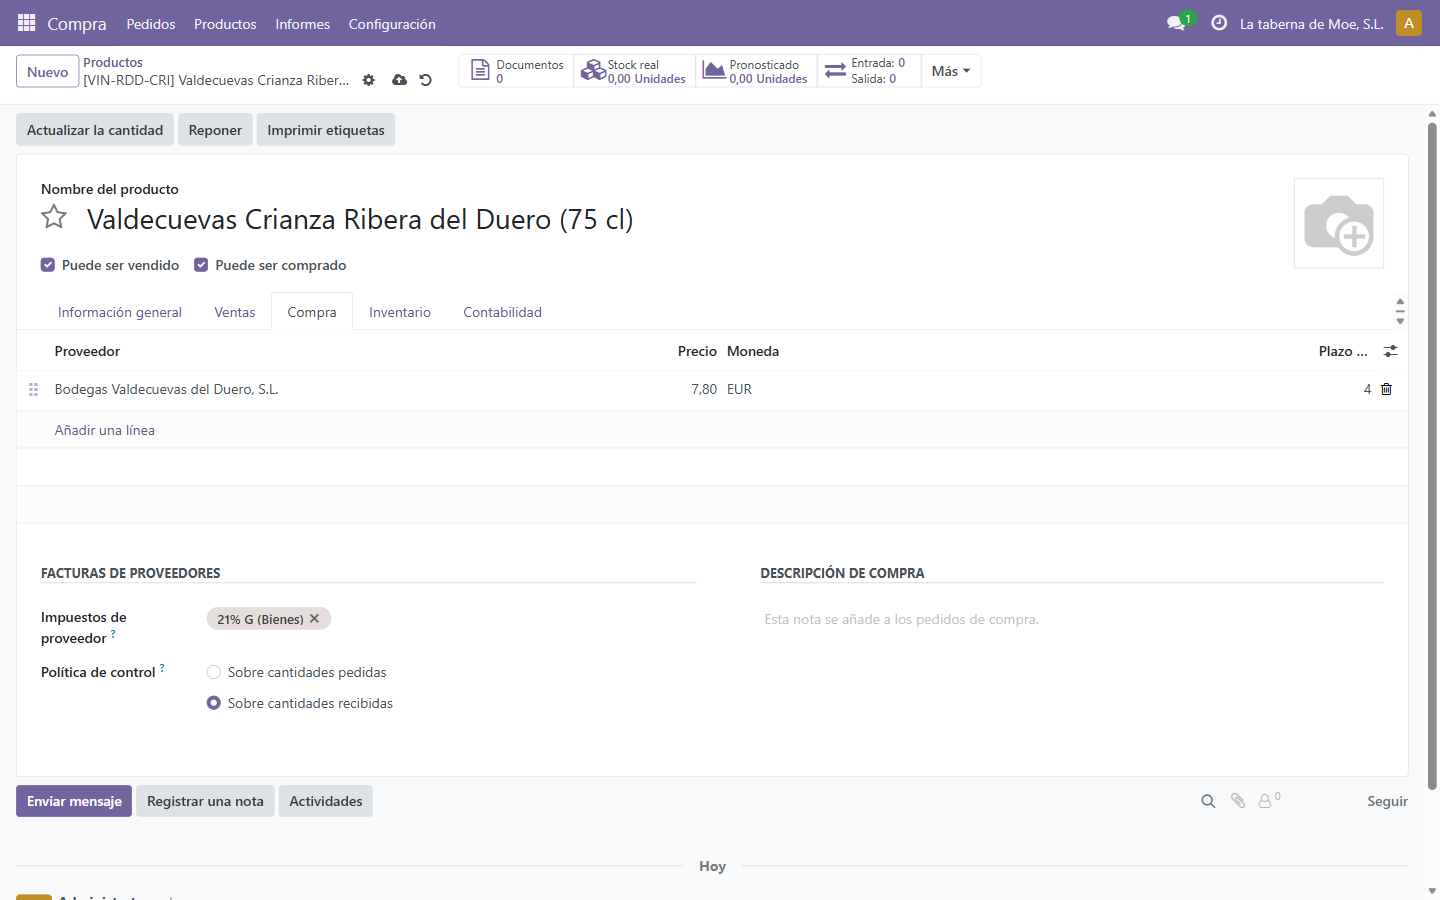 Compra Pedidos Productos Informes Configuración 1 La taberna de Moe, S.L. A
Nuevo
Productos
[VIN-RDD-CRI] Valdecuevas Crianza Riber...
Documentos
0
Stock real
0,00 Unidades
Pronosticado
0,00 Unidades
Entrada: 0
Salida: 0
Más
Actualizar la cantidad Reponer Imprimir etiquetas
Nombre del producto
Valdecuevas Crianza Ribera del Duero (75 cl)
Puede ser vendido Puede ser comprado
Información general Ventas Compra Inventario Contabilidad
Proveedor Precio Moneda Plazo ...
Bodegas Valdecuevas del Duero, S.L. 7,80 EUR 4
Añadir una línea
FACTURAS DE PROVEEDORES
DESCRIPCIÓN DE COMPRA
Impuestos de
proveedor ?
21% G (Bienes)
Esta nota se añade a los pedidos de compra.
Política de control ?
Sobre cantidades pedidas
Sobre cantidades recibidas
Enviar mensaje Registrar una nota Actividades 0 Seguir
Hoy